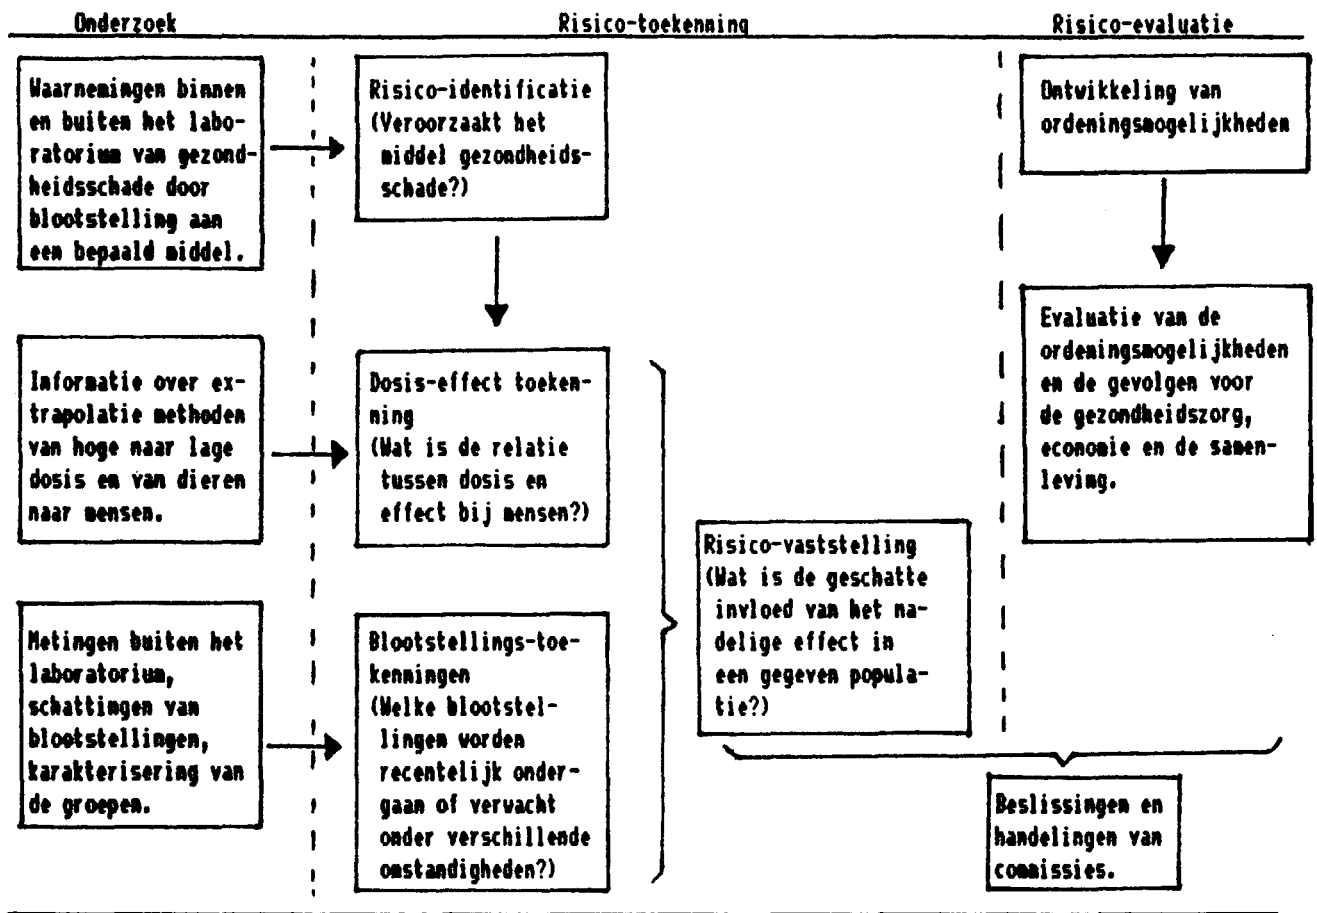 Onderzoek
Risico-toekenning
Risico-evaluatie
Waarnemingen binnen
en buiten het labo-
ratorium van gezond-
heidsschade door
blootstelling aan
een bepaald middel.
Risico-identificatie
(Veroorzaakt het
middel gezondheids-
schade?)
Ontwikkeling van
ordeningsmogelijkheden
Informatie over ex-
trapolatie methoden
van hoge naar lage
dosis en van dieren
naar mensen.
Dosis-effect toeken-
ning
(Wat is de relatie
tussen dosis en
effect bij mensen?)
Evaluatie van de
ordeningsmogelijkheden
en de gevolgen voor
de gezondheidszorg,
economie en de samen-
leving.
Metingen buiten het
laboratorium,
schattingen van
blootstellingen,
karakterisering van
de groepen.
Blootstellings-toe-
kenningen
(Welke blootstel-
lingen worden
recentelijk onder-
gaan of verwacht
onder verschillende
omstandigheden?)
Risico-vaststelling
(Wat is de geschatte
invloed van het na-
delige effect in
een gegeven popula-
tie?)
Beslissingen en
handelingen van
commissies.